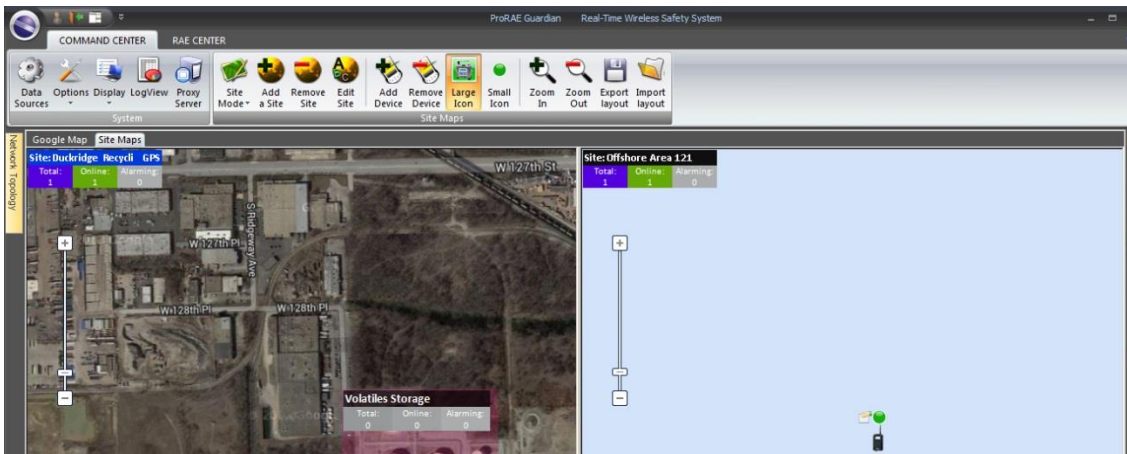 ProRAE Guardian Real-Time Wireless Safety System
COMMAND CENTER RAE CENTER
Data Sources
Options
Display
LogView
Proxy Server
System
Site Mode
Add a Site
Remove Site
Edit Site
Add Device
Remove Device
Large Icon
Small Icon
Zoom In
Zoom Out
Export layout
Import layout
Site Maps
Network Topology
Google Map Site Maps
Site:Duckridge Recycli GPS
Total: Online: Alarming:
1 1 0
W 127th St
S Ridgeway Ave
W 127th Pl
W 128th Pl W 128th Pl
Volatiles Storage
Total: Online: Alarming:
0 0 0
Site: Offshore Area 121
Total: Online: Alarming:
1 1 0